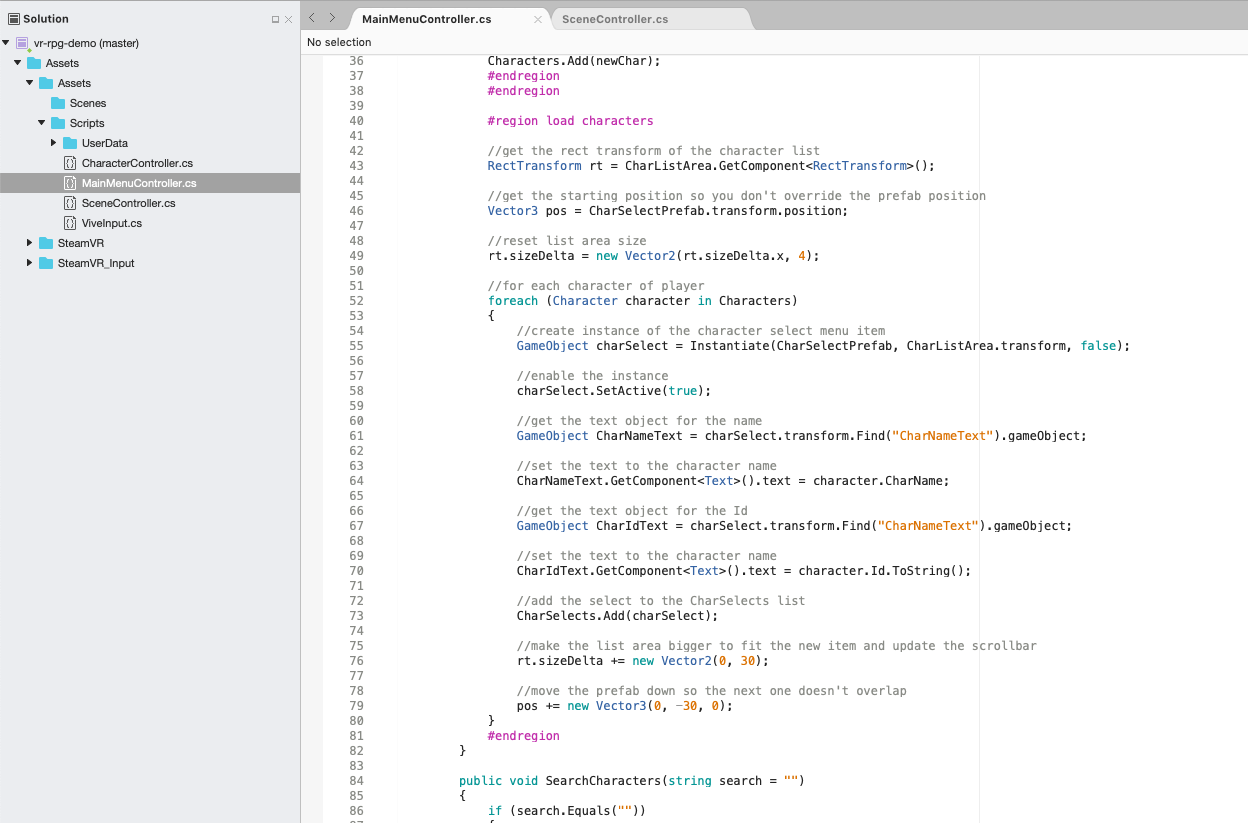 Solution
vr-rpg-demo (master)
Assets
Assets
Scenes
Scripts
UserData
CharacterController.cs
MainMenuController.cs
SceneController.cs
ViveInput.cs
SteamVR
SteamVR_Input
MainMenuController.cs
SceneController.cs
No selection
36 Characters.Add(newChar);
37 #endregion
38 #endregion
39
40 #region load characters
41
42 //get the rect transform of the character list
43 RectTransform rt = CharListArea.GetComponent<RectTransform>();
44
45 //get the starting position so you don't override the prefab position
46 Vector3 pos = CharSelectPrefab.transform.position;
47
48 //reset list area size
49 rt.sizeDelta = new Vector2(rt.sizeDelta.x, 4);
50
51 //for each character of player
52 foreach (Character character in Characters)
53 {
54 //create instance of the character select menu item
55 GameObject charSelect = Instantiate(CharSelectPrefab, CharListArea.transform, false);
56
57 //enable the instance
58 charSelect.SetActive(true);
59
60 //get the text object for the name
61 GameObject CharNameText = charSelect.transform.Find("CharNameText").gameObject;
62
63 //set the text to the character name
64 CharNameText.GetComponent<Text>().text = character.CharName;
65
66 //get the text object for the Id
67 GameObject CharIdText = charSelect.transform.Find("CharNameText").gameObject;
68
69 //set the text to the character name
70 CharIdText.GetComponent<Text>().text = character.Id.ToString();
71
72 //add the select to the CharSelects list
73 CharSelects.Add(charSelect);
74
75 //make the list area bigger to fit the new item and update the scrollbar
76 rt.sizeDelta += new Vector2(0, 30);
77
78 //move the prefab down so the next one doesn't overlap
79 pos += new Vector3(0, -30, 0);
80 }
81 #endregion
82 }
83
84 public void SearchCharacters(string search = "")
85 {
86 if (search.Equals(""))